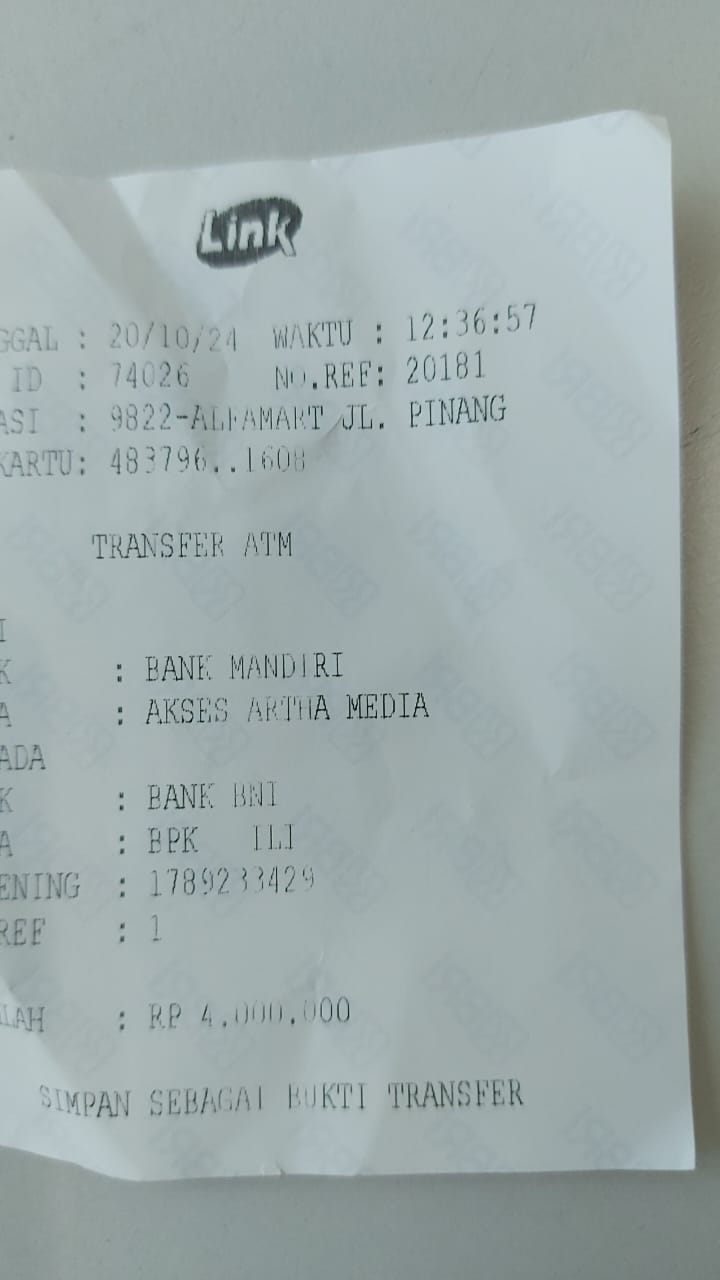 Link
GGAL : 20/10/24 WAKTU : 12:36:57
ID : 74026 NO.REF: 20181
ASI : 9822-ALFAMART JL. PINANG
KARTU: 483796..1608
TRANSFER ATM
I
K : BANK MANDIRI
A : AKSES ARTHA MEDIA
ADA
K : BANK BNI
A : BPK ILI
ENING : 1789233429
REF : 1
LAH : RP 4.000.000
SIMPAN SEBAGAI BUKTI TRANSFER